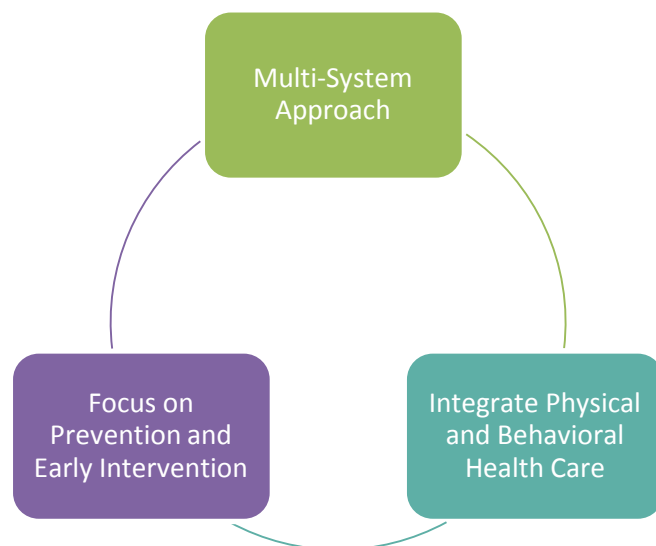 Multi-System
Approach
Focus on
Prevention and
Early Intervention
Integrate Physical
and Behavioral
Health Care